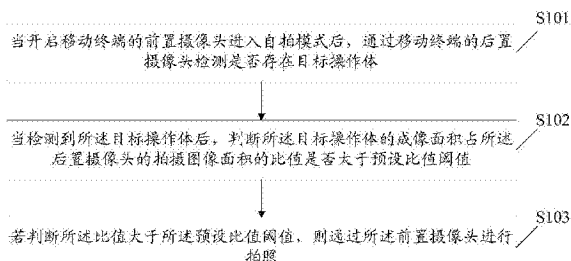 S101
当开启移动终端的前置摄像头进入自拍模式后，通过移动终端的后置
摄像头检测是否存在目标操作体
S102
当检测到所述目标操作体后，判断所述目标操作体的成像面积占所述
后置摄像头的拍摄图像面积的比值是否大于预设比值阈值
S103
若判断所述比值大于所述预设比值阈值，则通过所述前置摄像头进行
拍照